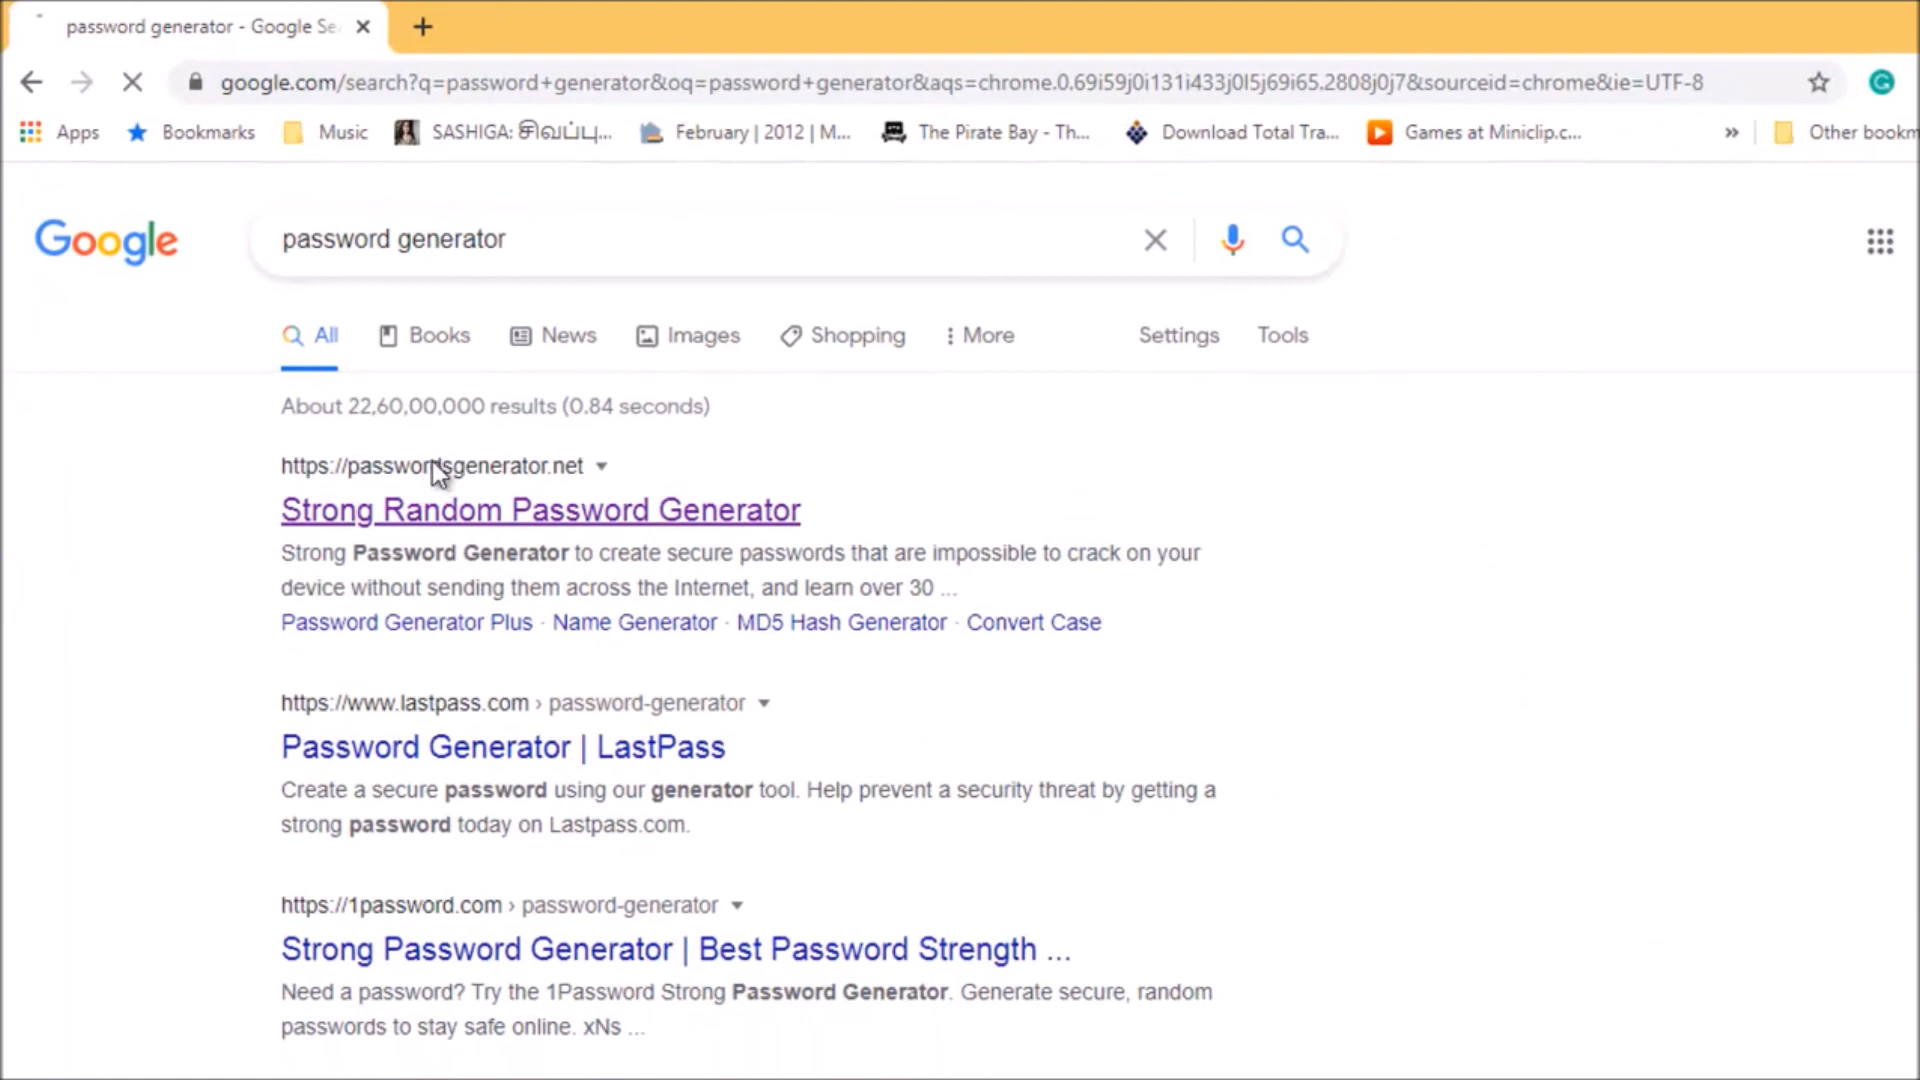 password generator - Google Se
google.com/search?q=password+generator&oq=password+generator&aqs=chrome.0.69i59j0i131i433j0l5j69i65.2808j0j7&sourceid=chrome&ie=UTF-8
Apps Bookmarks Music SASHIGA: சிவப்பு... February | 2012 | M... The Pirate Bay - Th... Download Total Tra... Games at Miniclip.c... » Other bookm
Google password generator
All Books News Images Shopping More Settings Tools
About 22,60,00,000 results (0.84 seconds)
https://passwordsgenerator.net
Strong Random Password Generator
Strong Password Generator to create secure passwords that are impossible to crack on your
device without sending them across the Internet, and learn over 30 ...
Password Generator Plus · Name Generator · MD5 Hash Generator · Convert Case
https://www.lastpass.com › password-generator
Password Generator | LastPass
Create a secure password using our generator tool. Help prevent a security threat by getting a
strong password today on Lastpass.com.
https://1password.com › password-generator
Strong Password Generator | Best Password Strength ...
Need a password? Try the 1Password Strong Password Generator. Generate secure, random
passwords to stay safe online. xNs ...